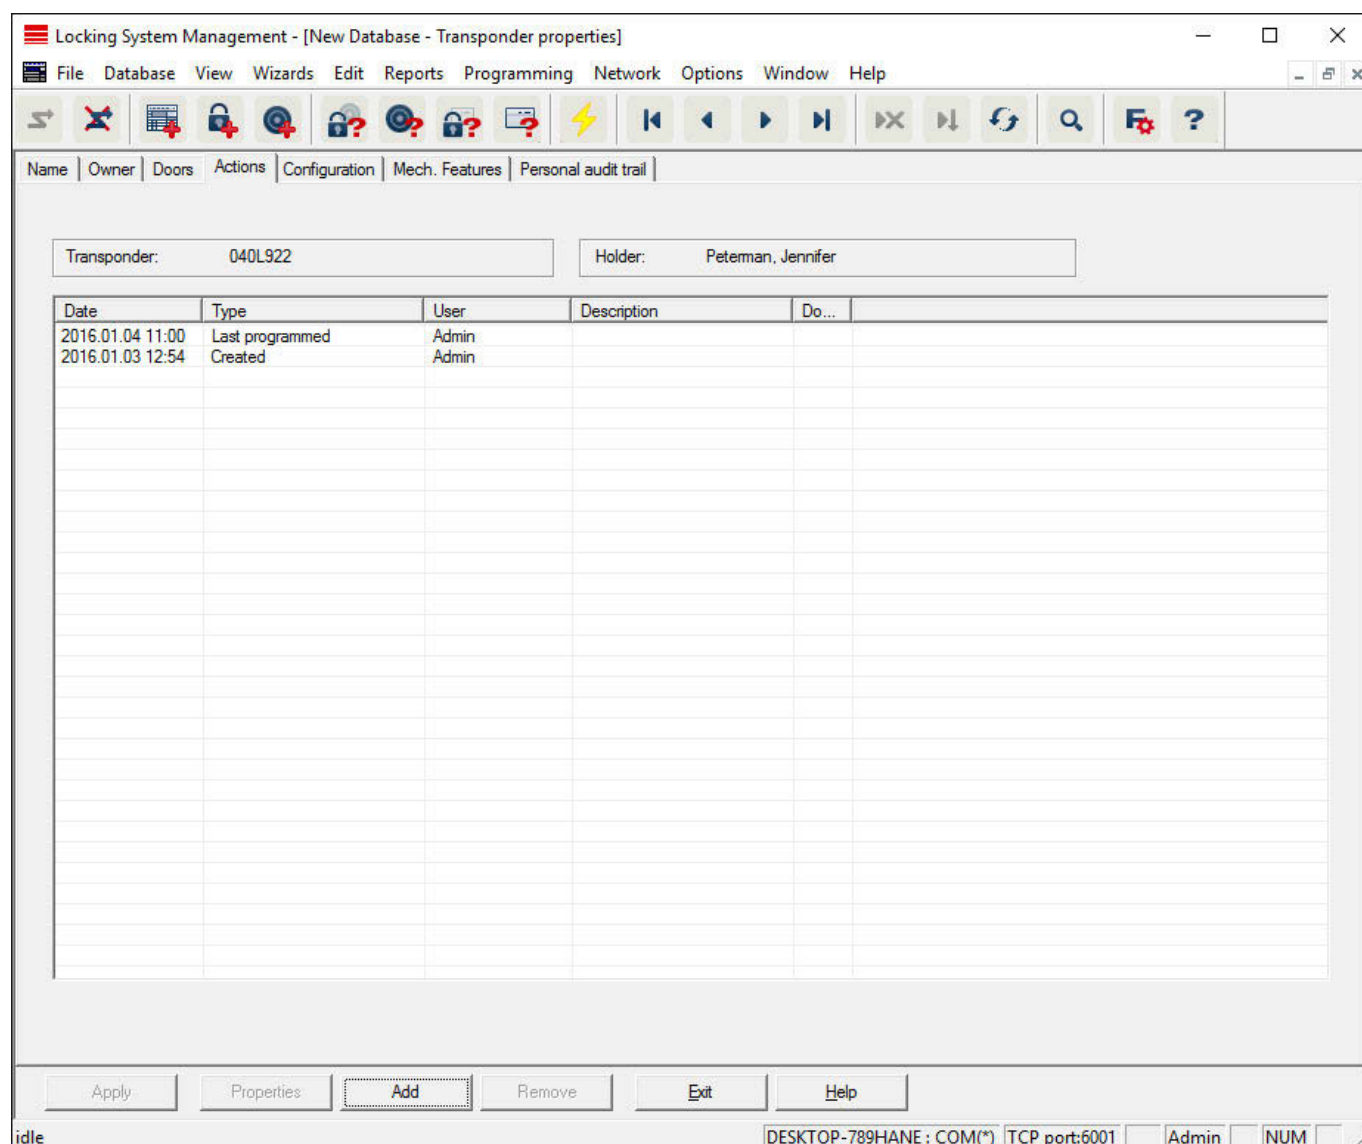 Locking System Management - [New Database - Transponder properties]
File Database View Wizards Edit Reports Programming Network Options Window Help
Name Owner Doors Actions Configuration Mech. Features Personal audit trail
Transponder: 040L922 Holder: Peterman, Jennifer
Date Type User Description Do...
2016.01.04 11:00 Last programmed Admin
2016.01.03 12:54 Created Admin
Apply Properties Add Remove Exit Help
idle DESKTOP-789HANE : COM(*) TCP port:6001 Admin NUM